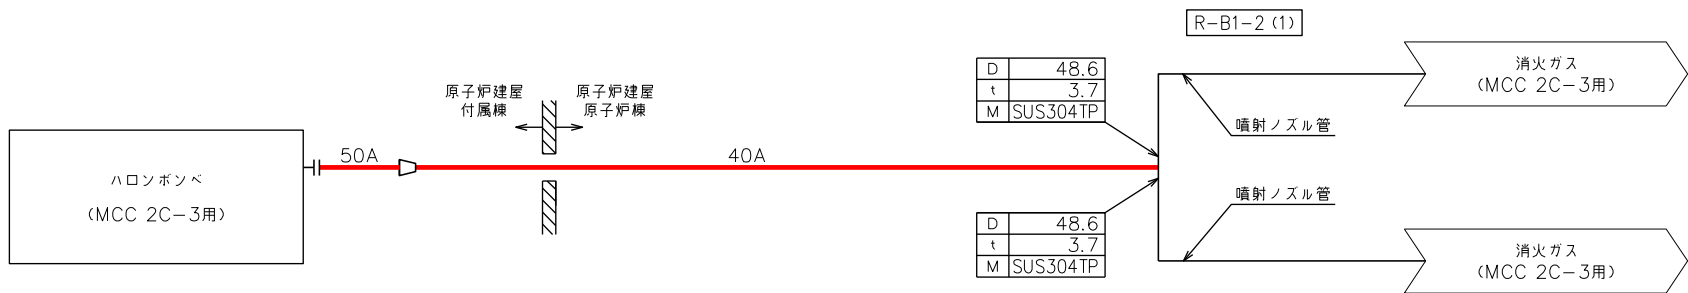 R-B1-2 (1)
消火ガス
(MCC 2C-3用)
D 48.6
t 3.7
M SUS304TP
原子炉建屋
付属棟
原子炉建屋
原子炉棟
噴射ノズル管
50A
40A
ハロンボンベ
(MCC 2C-3用)
噴射ノズル管
D 48.6
t 3.7
M SUS304TP
消火ガス
(MCC 2C-3用)